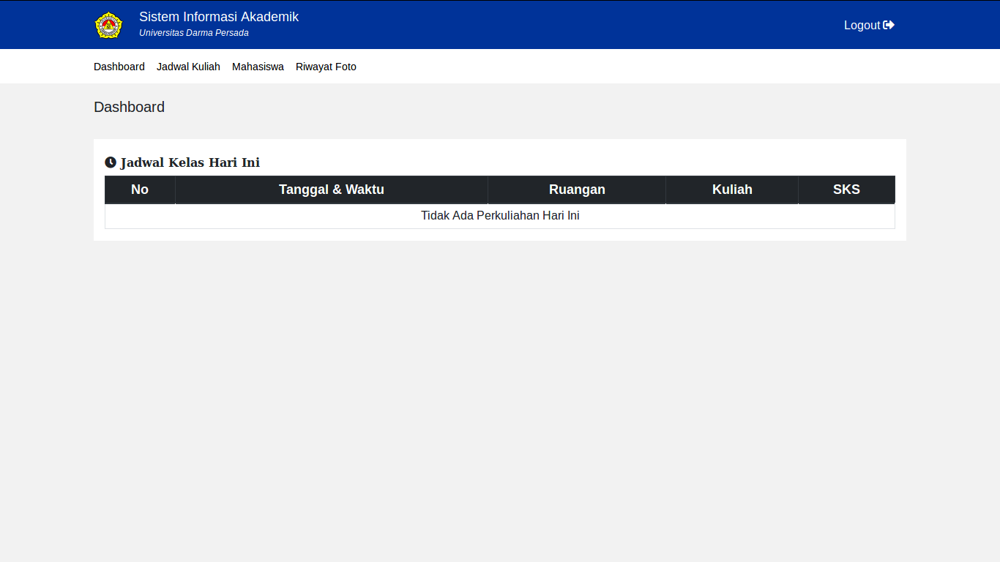 Sistem Informasi Akademik
Universitas Darma Persada
Logout
Dashboard Jadwal Kuliah Mahasiswa Riwayat Foto
Dashboard
Jadwal Kelas Hari Ini
No Tanggal & Waktu Ruangan Kuliah SKS
Tidak Ada Perkuliahan Hari Ini